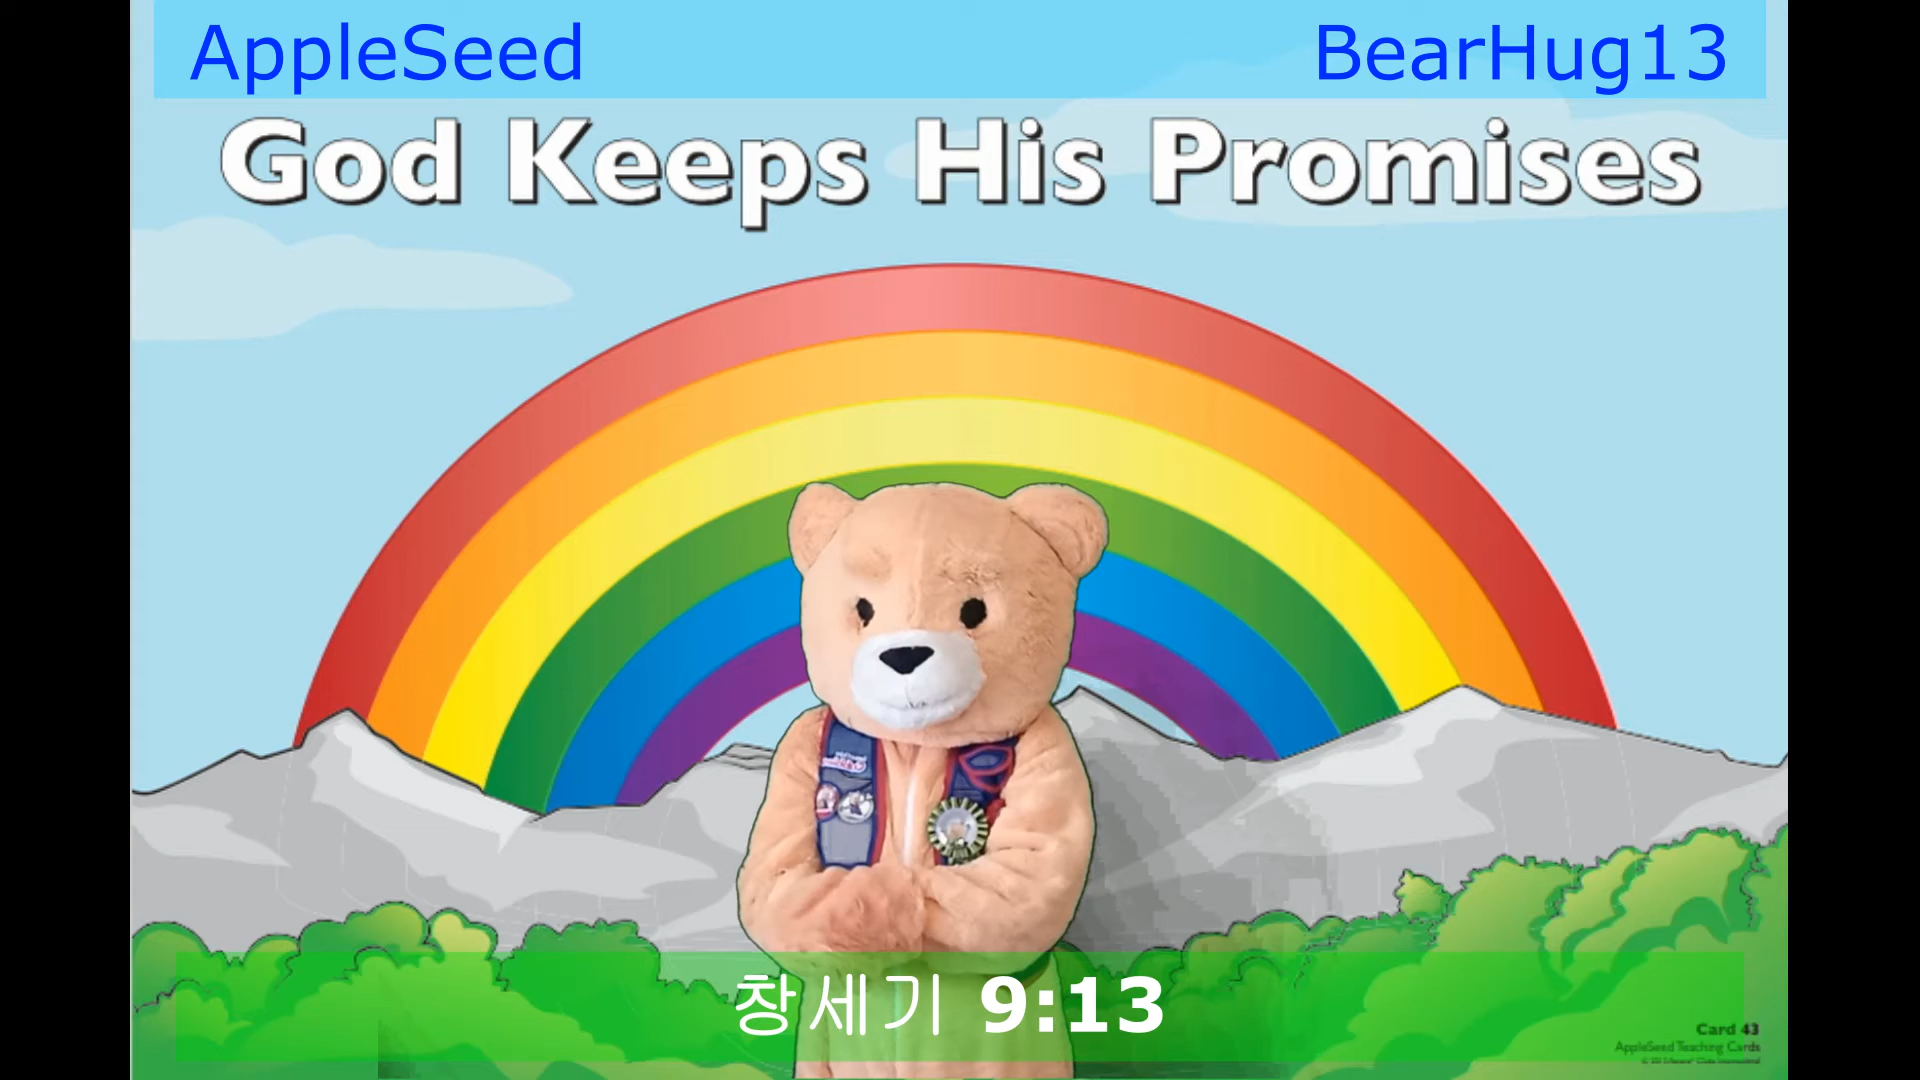 AppleSeed BearHug13
God Keeps His Promises
창세기 9:13
Card 43
AppleSeed Teaching Cards